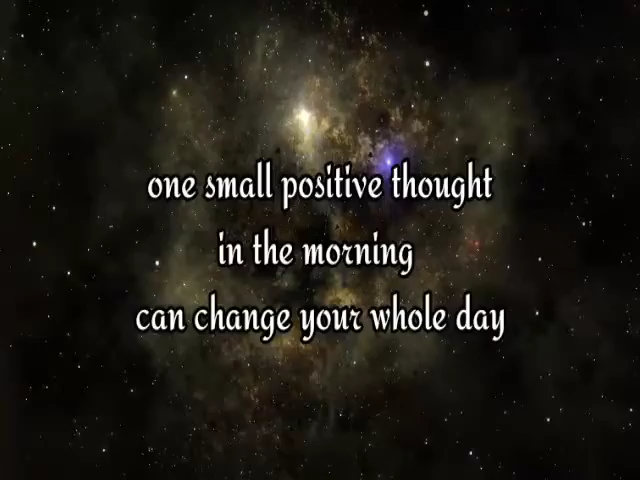 one small positive thought
in the morning
can change your whole day